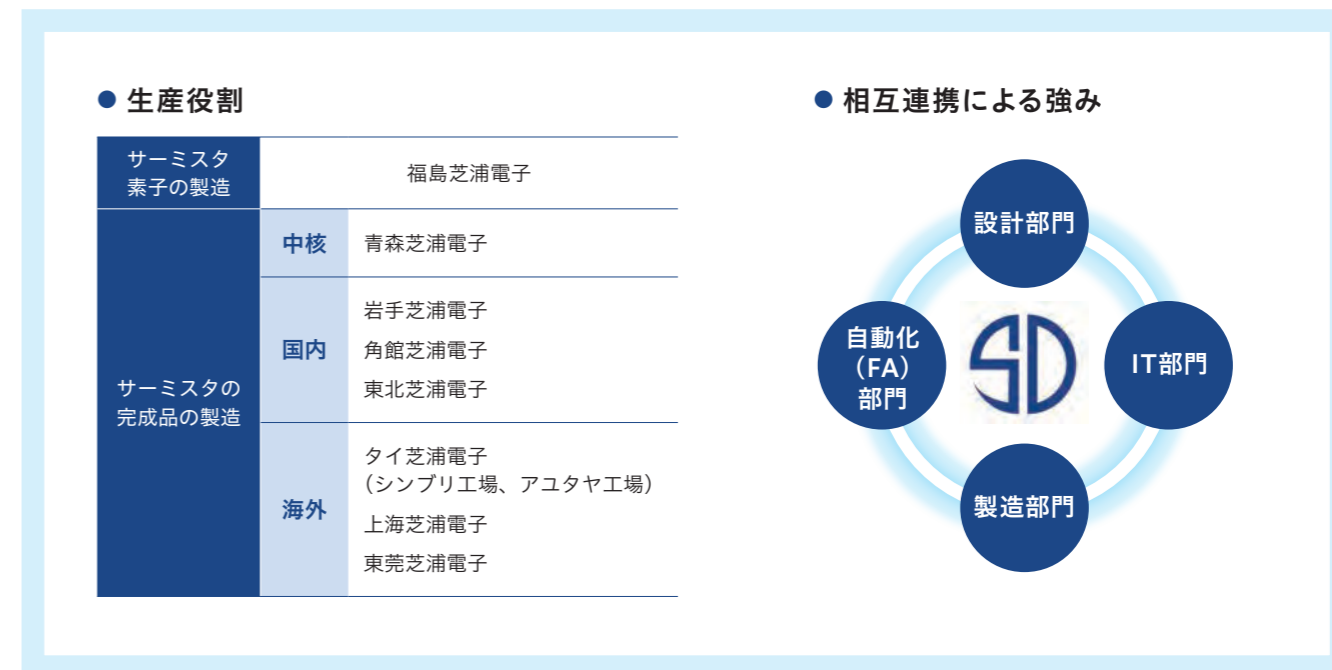 ● 生産役割
サーミスタ
素子の製造
福島芝浦電子
サーミスタの
完成品の製造
中核
青森芝浦電子
国内
岩手芝浦電子
角館芝浦電子
東北芝浦電子
海外
タイ芝浦電子
（シンブリ工場、アユタヤ工場）
上海芝浦電子
東莞芝浦電子
● 相互連携による強み
設計部門
自動化
（FA）
部門
SD
IT部門
製造部門